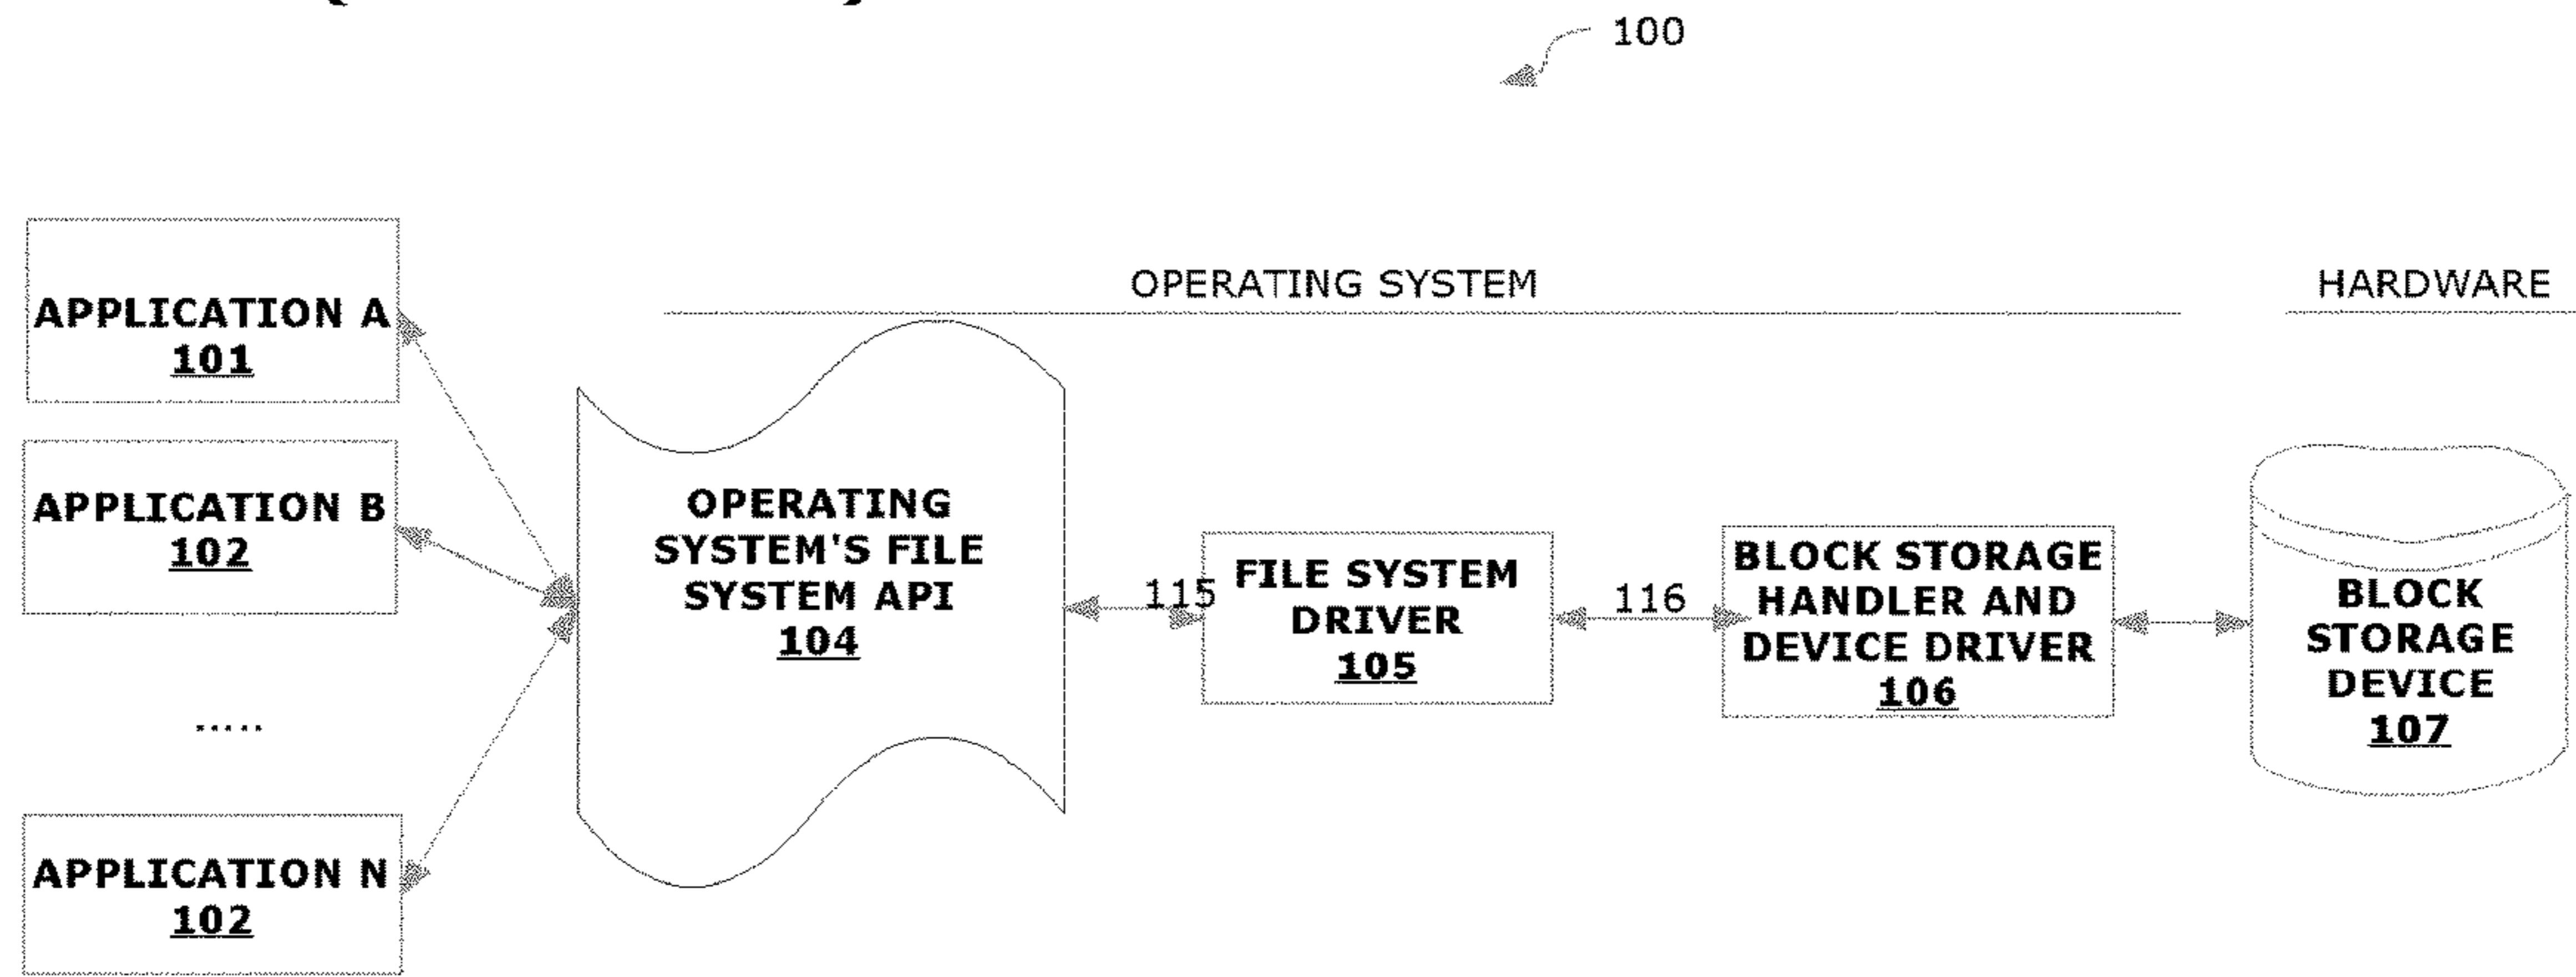 100
OPERATING SYSTEM
HARDWARE
APPLICATION A
101
APPLICATION B
102
.....
APPLICATION N
102
OPERATING
SYSTEM'S FILE
SYSTEM API
104
115
FILE SYSTEM
DRIVER
105
116
BLOCK STORAGE
HANDLER AND
DEVICE DRIVER
106
BLOCK
STORAGE
DEVICE
107